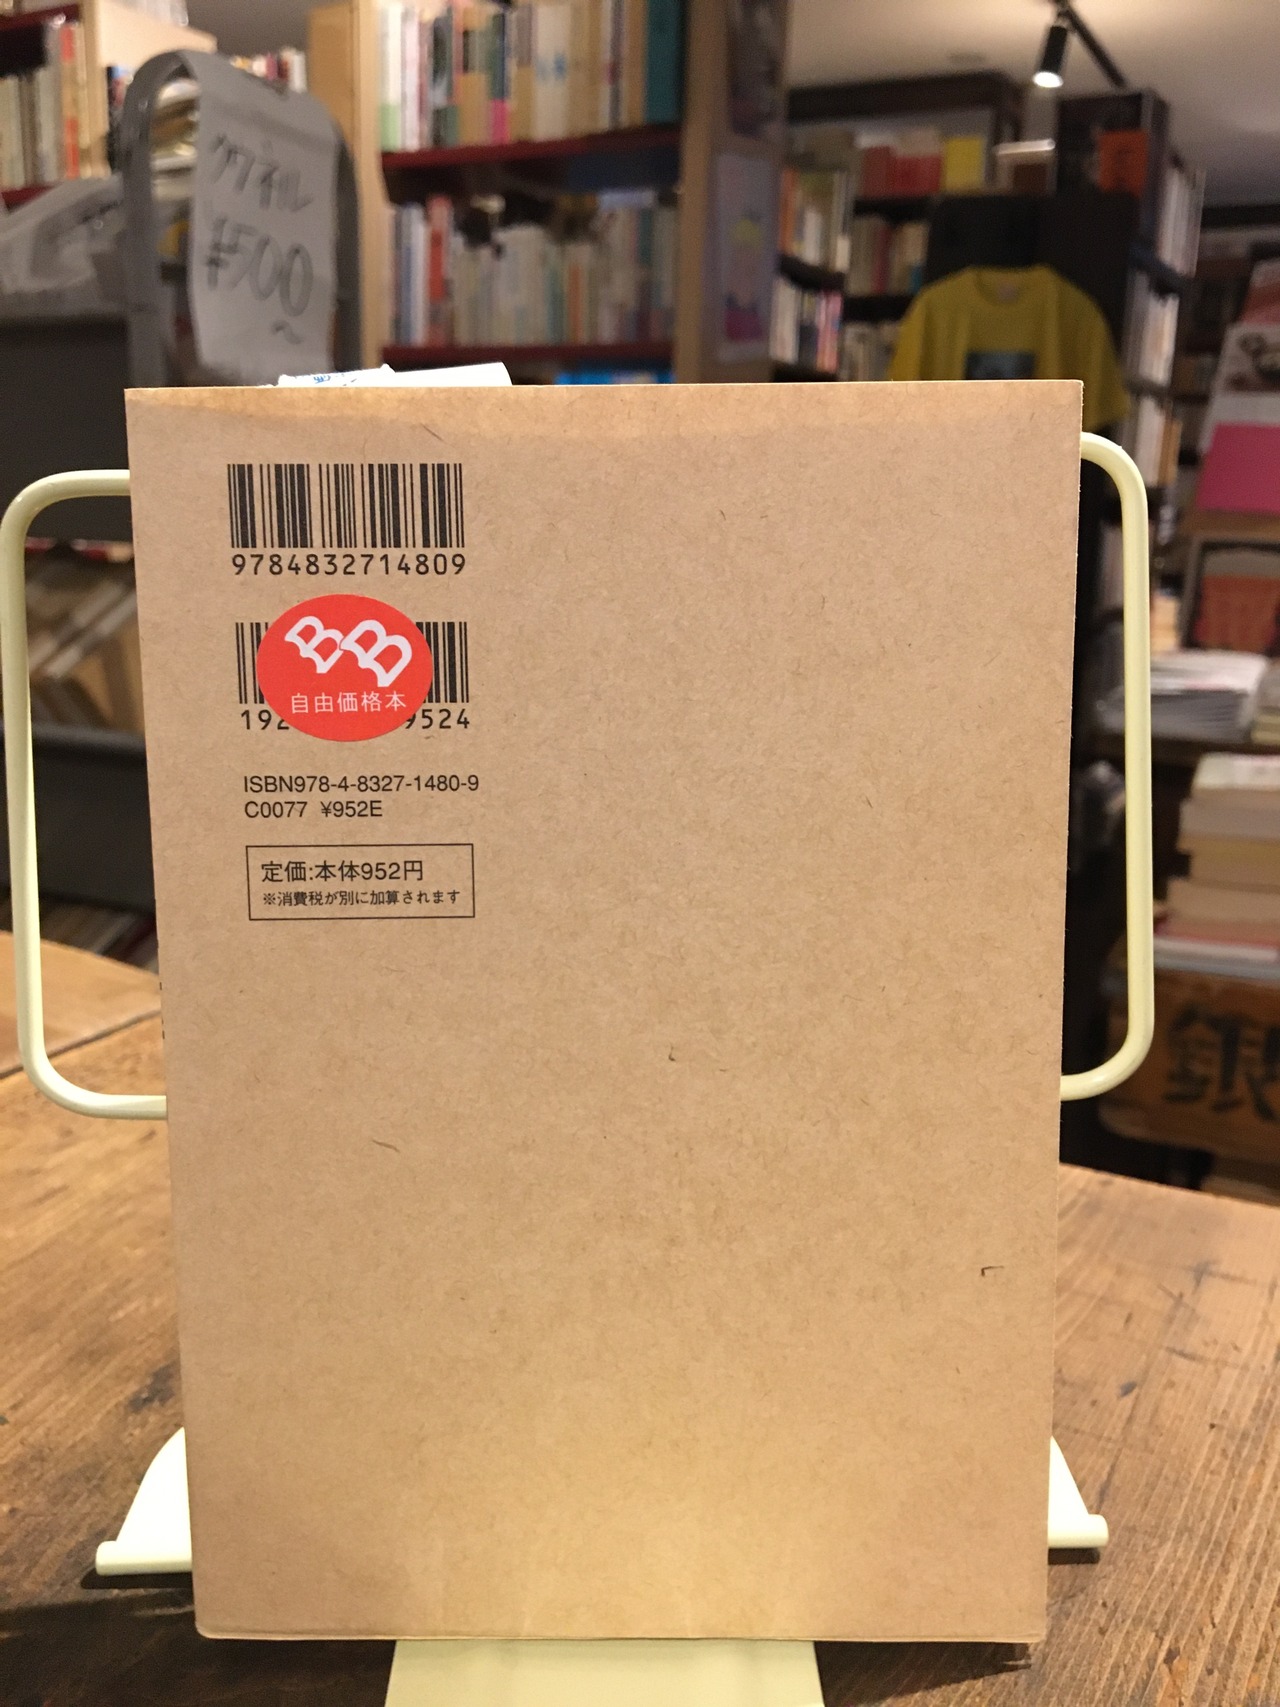 クウネル
¥500
〜
9784832714809
BB
自由価格本
192 9524
ISBN978-4-8327-1480-9
C0077 ¥952E
定価:本体952円
※消費税が別に加算されます
銀